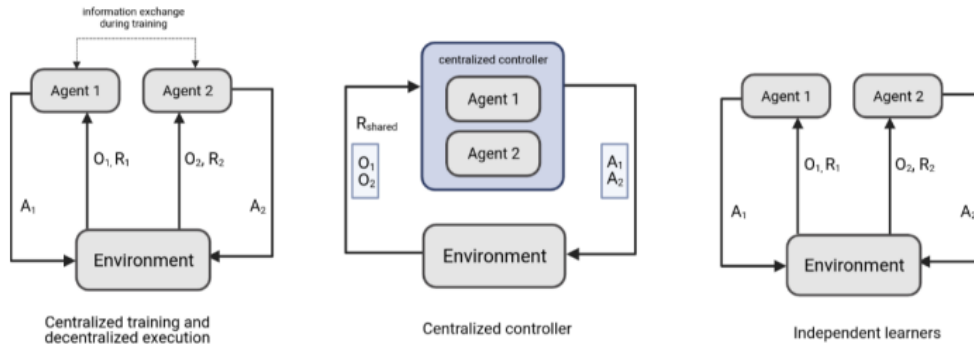 information exchange
during training
Agent 1
Agent 2
O₁, R₁
O₂, R₂
A₁
A₂
Environment
Centralized training and
decentralized execution
centralized controller
Agent 1
Agent 2
R_shared
O₁
O₂
A₁
A₂
Environment
Centralized controller
Agent 1
Agent 2
O₁, R₁
O₂, R₂
A₁
A₂
Environment
Independent learners